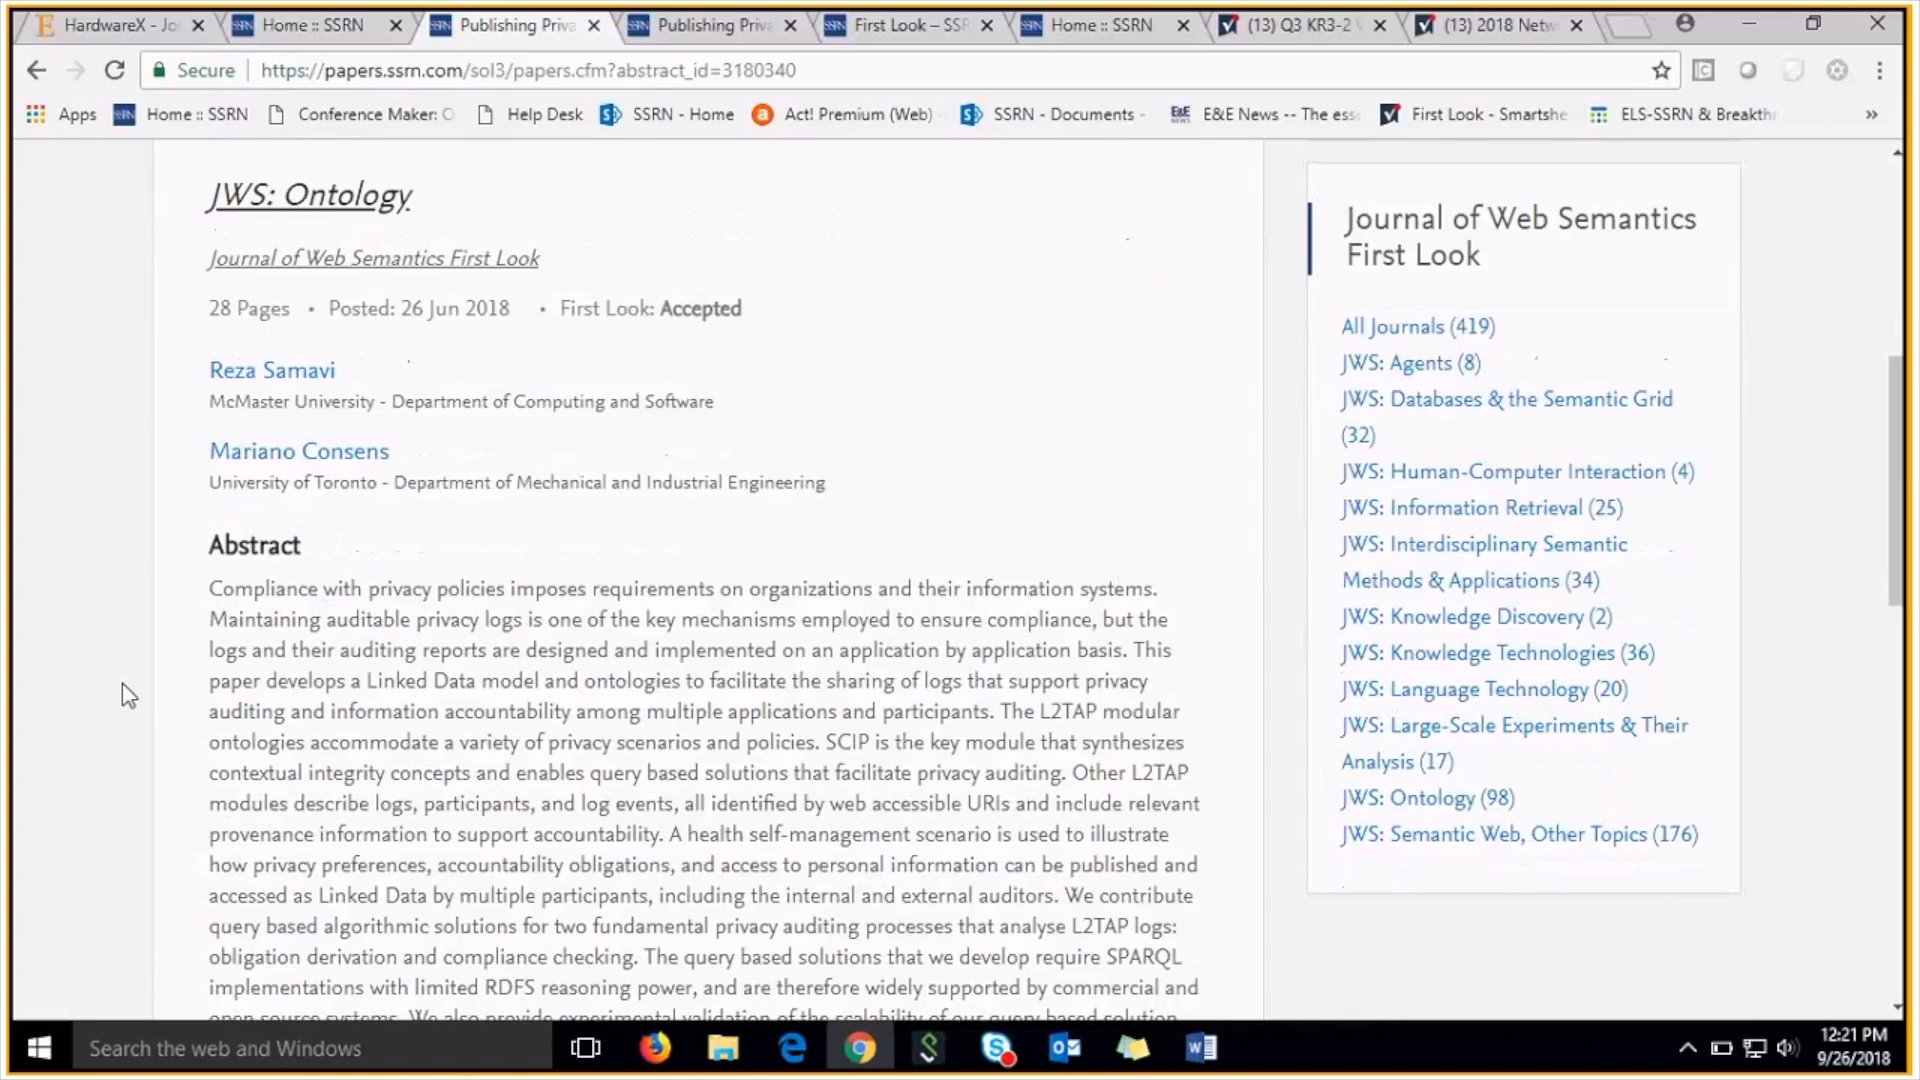 HardwareX - Jo
Home :: SSRN
Publishing Priva
Publishing Priva
First Look – SSR
Home :: SSRN
(13) Q3 KR3-2
(13) 2018 Netw
Secure
https://papers.ssrn.com/sol3/papers.cfm?abstract_id=3180340
Apps
Home :: SSRN
Conference Maker: C
Help Desk
SSRN - Home
Act! Premium (Web)
SSRN - Documents -
E&E News -- The ess
First Look - Smartshe
ELS-SSRN & Breakth
»
JWS: Ontology
Journal of Web Semantics First Look
28 Pages • Posted: 26 Jun 2018 • First Look: Accepted
Reza Samavi
McMaster University - Department of Computing and Software
Mariano Consens
University of Toronto - Department of Mechanical and Industrial Engineering
Abstract
Compliance with privacy policies imposes requirements on organizations and their information systems.
Maintaining auditable privacy logs is one of the key mechanisms employed to ensure compliance, but the
logs and their auditing reports are designed and implemented on an application by application basis. This
paper develops a Linked Data model and ontologies to facilitate the sharing of logs that support privacy
auditing and information accountability among multiple applications and participants. The L2TAP modular
ontologies accommodate a variety of privacy scenarios and policies. SCIP is the key module that synthesizes
contextual integrity concepts and enables query based solutions that facilitate privacy auditing. Other L2TAP
modules describe logs, participants, and log events, all identified by web accessible URIs and include relevant
provenance information to support accountability. A health self-management scenario is used to illustrate
how privacy preferences, accountability obligations, and access to personal information can be published and
accessed as Linked Data by multiple participants, including the internal and external auditors. We contribute
query based algorithmic solutions for two fundamental privacy auditing processes that analyse L2TAP logs:
obligation derivation and compliance checking. The query based solutions that we develop require SPARQL
implementations with limited RDFS reasoning power, and are therefore widely supported by commercial and
open source systems. We also provide experimental validation of the scalability of our query based solution
Journal of Web Semantics
First Look
All Journals (419)
JWS: Agents (8)
JWS: Databases & the Semantic Grid
(32)
JWS: Human-Computer Interaction (4)
JWS: Information Retrieval (25)
JWS: Interdisciplinary Semantic
Methods & Applications (34)
JWS: Knowledge Discovery (2)
JWS: Knowledge Technologies (36)
JWS: Language Technology (20)
JWS: Large-Scale Experiments & Their
Analysis (17)
JWS: Ontology (98)
JWS: Semantic Web, Other Topics (176)
Search the web and Windows
12:21 PM
9/26/2018